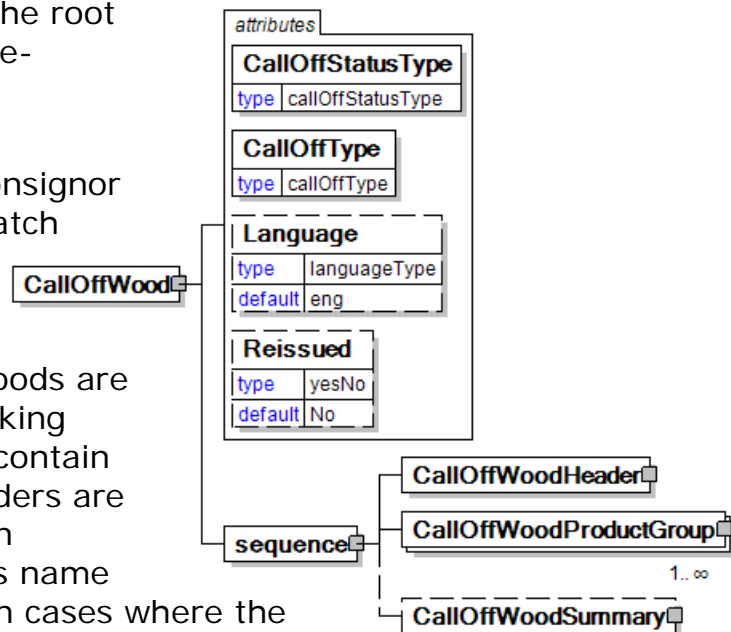 he root
e-
onsignor
atch
oods are
king
contain
ders are
n
s name
n cases where the
attributes
CallOffStatusType
type callOffStatusType
CallOffType
type callOffType
Language
type languageType
default eng
Reissued
type yesNo
default No
CallOffWood
sequence
CallOffWoodHeader
CallOffWoodProductGroup
1.. ∞
CallOffWoodSummary